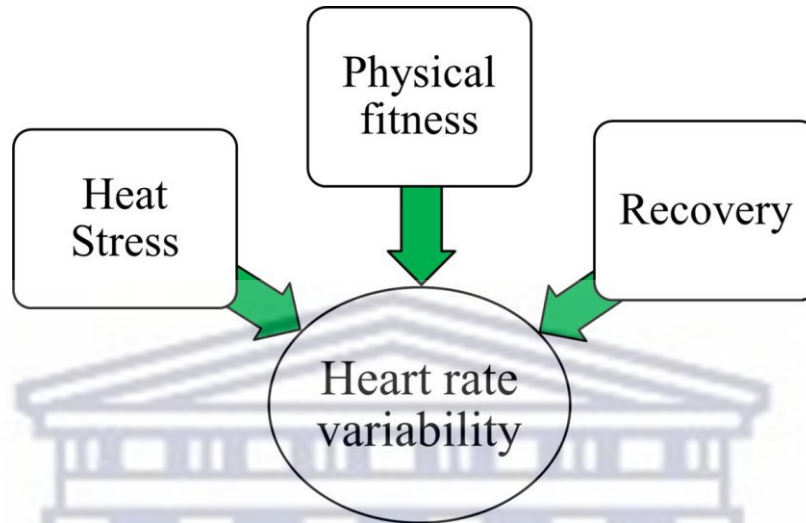 Physical
fitness
Heat
Stress
Recovery
Heart rate
variability